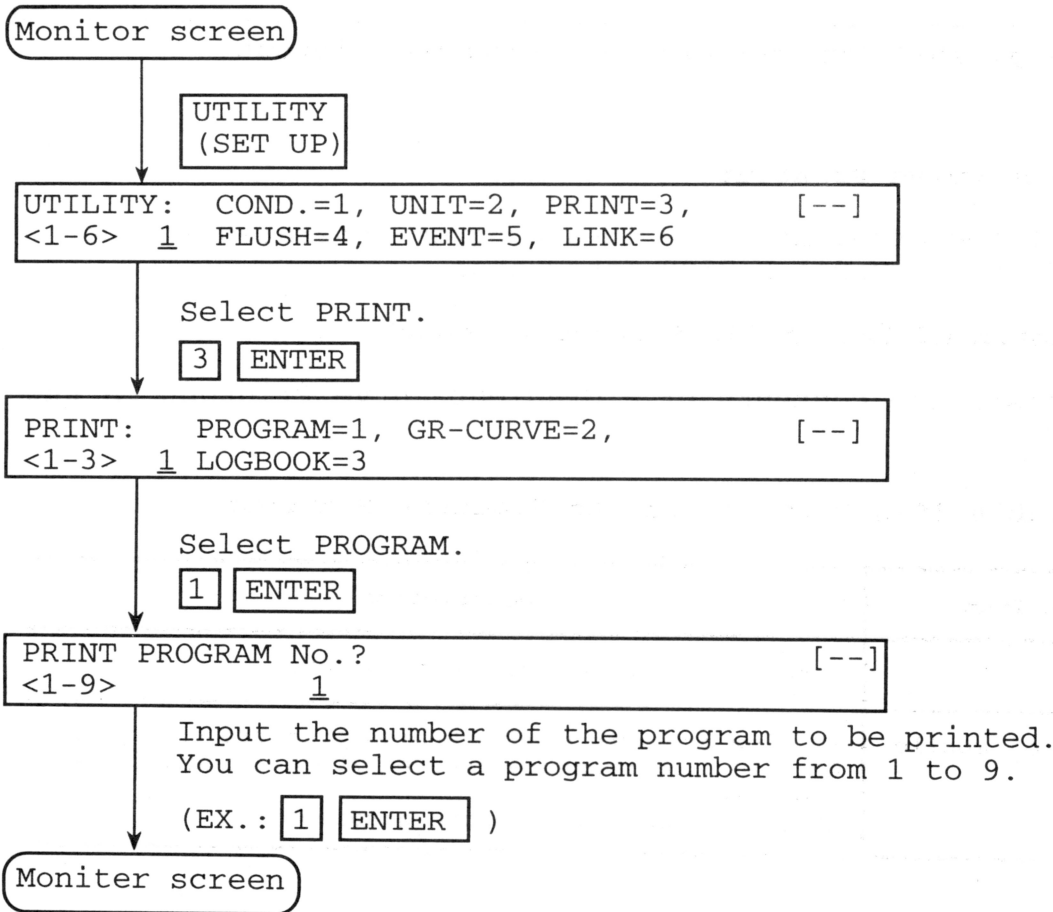 Monitor screen
UTILITY
(SET UP)
UTILITY: COND.=1, UNIT=2, PRINT=3, [--]
<1-6> 1 FLUSH=4, EVENT=5, LINK=6
Select PRINT.
3 ENTER
PRINT: PROGRAM=1, GR-CURVE=2, [--]
<1-3> 1 LOGBOOK=3
Select PROGRAM.
1 ENTER
PRINT PROGRAM No.? [--]
<1-9> 1
Input the number of the program to be printed.
You can select a program number from 1 to 9.
(EX.: 1 ENTER )
Moniter screen